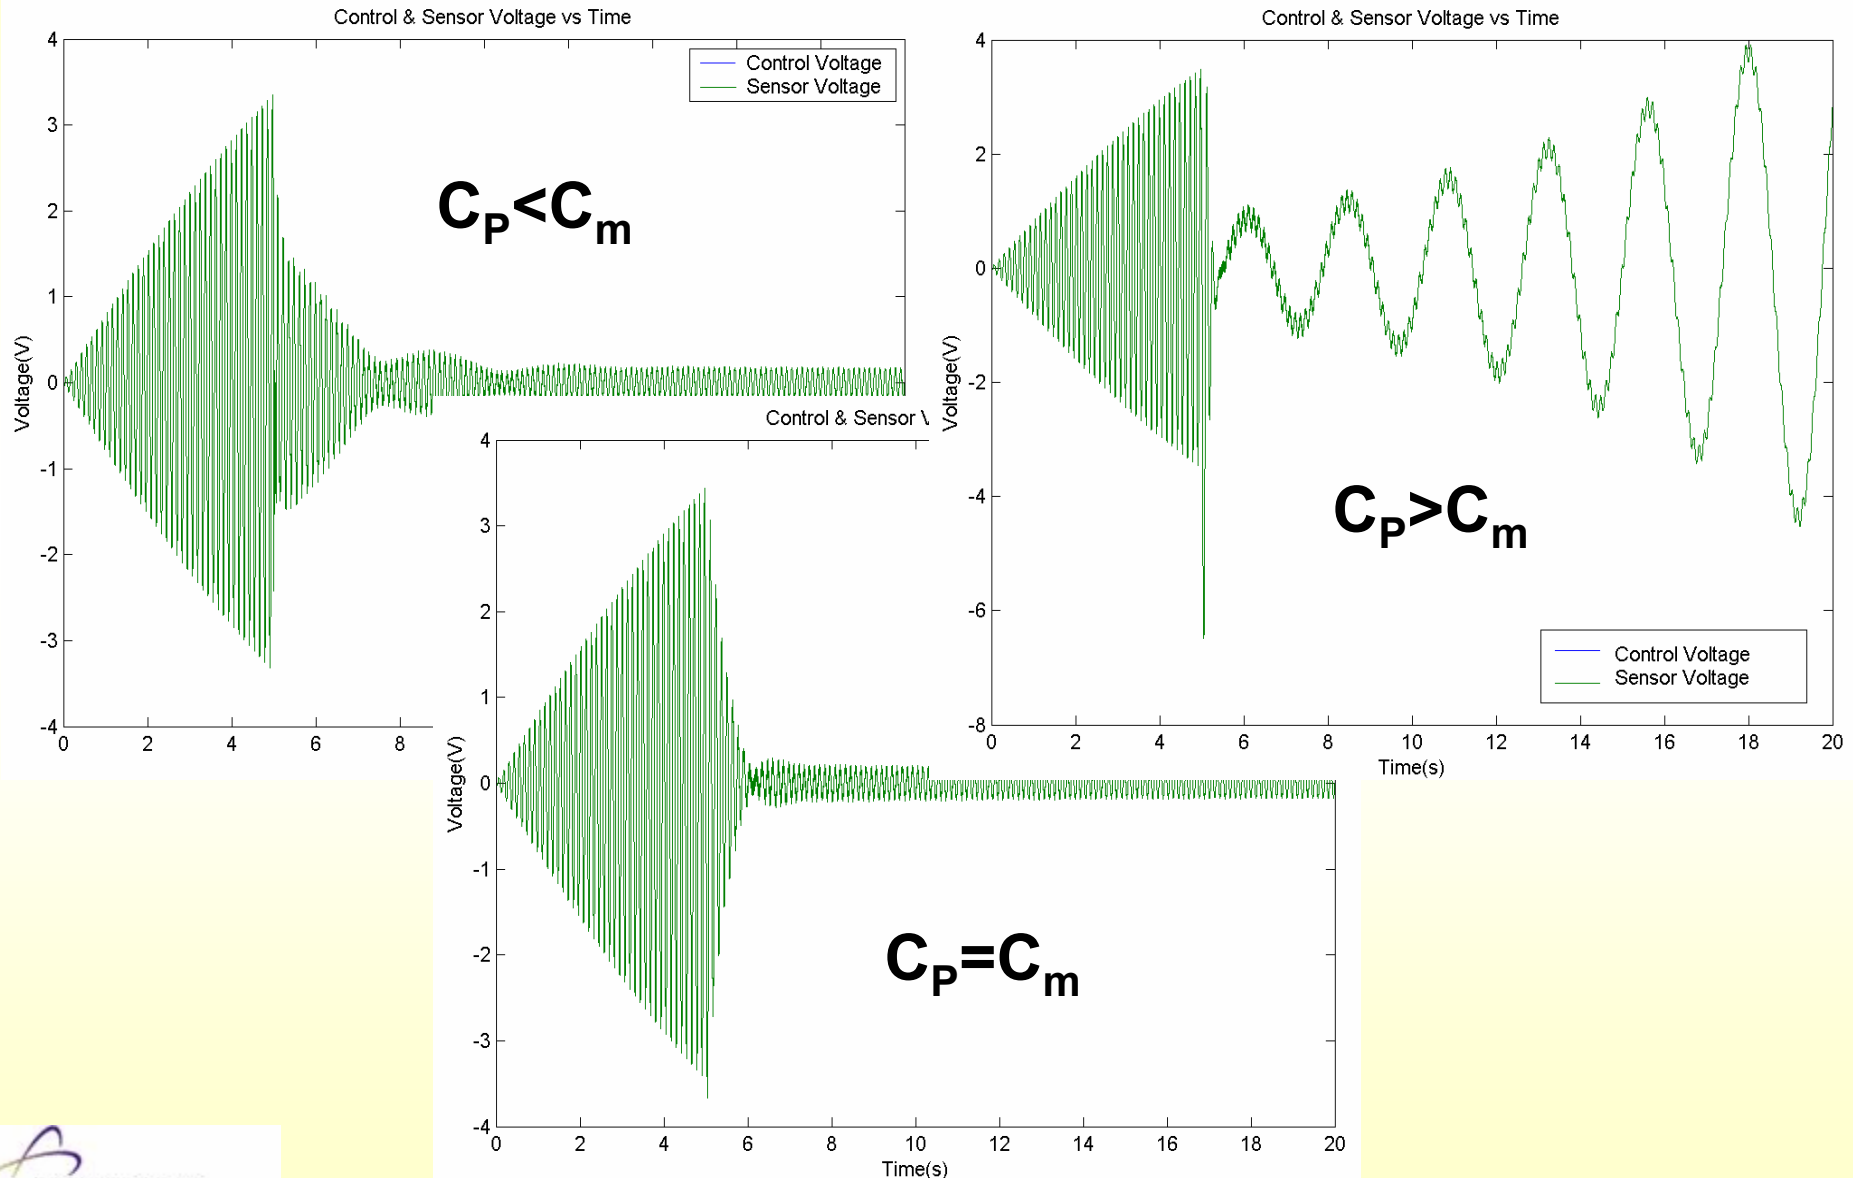 Control & Sensor Voltage vs Time
4
3
2
1
0
-1
-2
-3
-4
Voltage(V)
0 2 4 6 8
Control Voltage
Sensor Voltage
CP<Cm
Control & Sensor Voltage vs Time
4
2
0
-2
-4
-6
-8
Voltage(V)
CP>Cm
Control Voltage
Sensor Voltage
0 2 4 6 8 10 12 14 16 18 20
Time(s)
Control & Sensor
4
3
2
1
0
-1
-2
-3
-4
Voltage(V)
CP=Cm
0 2 4 6 8 10 12 14 16 18 20
Time(s)